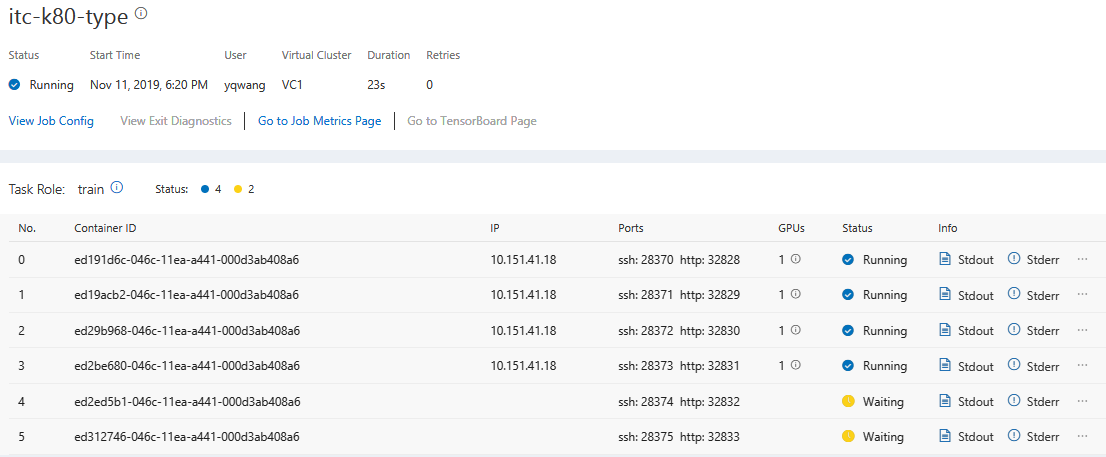 itc-k80-type
Status Start Time User Virtual Cluster Duration Retries
Running Nov 11, 2019, 6:20 PM yqwang VC1 23s 0
View Job Config View Exit Diagnostics Go to Job Metrics Page Go to TensorBoard Page
Task Role: train Status: 4 2
No. Container ID IP Ports GPUs Status Info
0 ed191d6c-046c-11ea-a441-000d3ab408a6 10.151.41.18 ssh: 28370 http: 32828 1 Running Stdout Stderr ...
1 ed19acb2-046c-11ea-a441-000d3ab408a6 10.151.41.18 ssh: 28371 http: 32829 1 Running Stdout Stderr ...
2 ed29b968-046c-11ea-a441-000d3ab408a6 10.151.41.18 ssh: 28372 http: 32830 1 Running Stdout Stderr ...
3 ed2be680-046c-11ea-a441-000d3ab408a6 10.151.41.18 ssh: 28373 http: 32831 1 Running Stdout Stderr ...
4 ed2ed5b1-046c-11ea-a441-000d3ab408a6 ssh: 28374 http: 32832 Waiting Stdout Stderr ...
5 ed312746-046c-11ea-a441-000d3ab408a6 ssh: 28375 http: 32833 Waiting Stdout Stderr ...